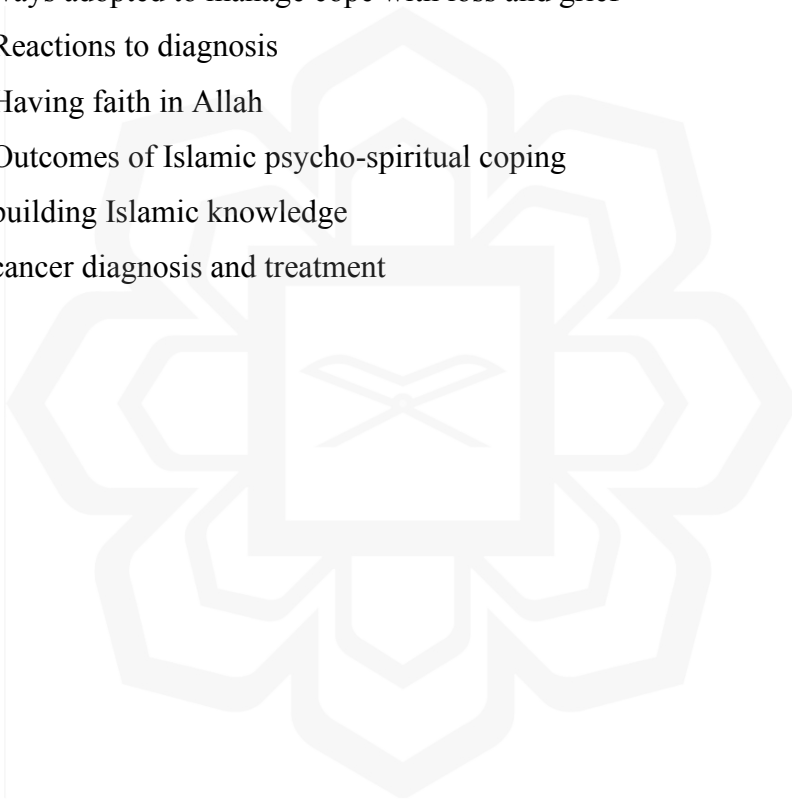 ways adopted to manage cope with loss and grief
Reactions to diagnosis
Having faith in Allah
Outcomes of Islamic psycho-spiritual coping
building Islamic knowledge
cancer diagnosis and treatment